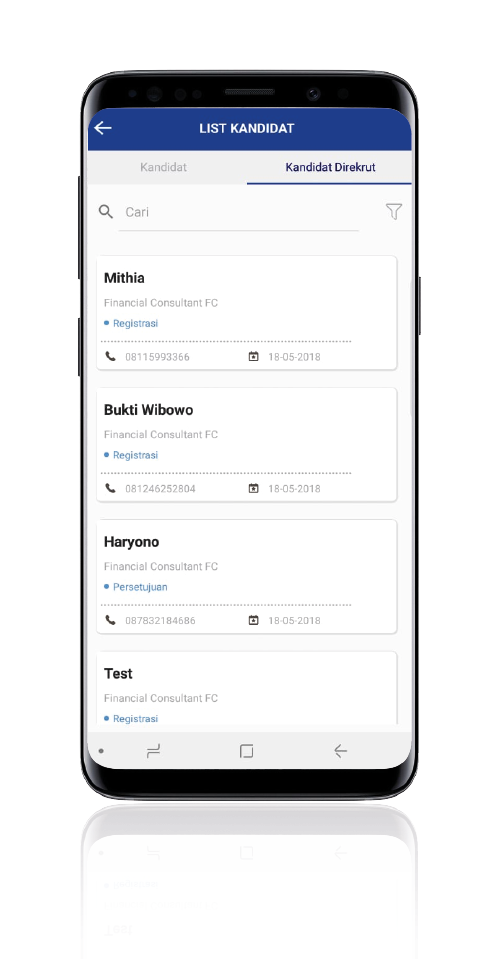 LIST KANDIDAT
Kandidat
Kandidat Direkrut
Cari
Mithia
Financial Consultant FC
Registrasi
08115993366
18-05-2018
Bukti Wibowo
Financial Consultant FC
Registrasi
081246252804
18-05-2018
Haryono
Financial Consultant FC
Persetujuan
087832184686
18-05-2018
Test
Financial Consultant FC
Registrasi